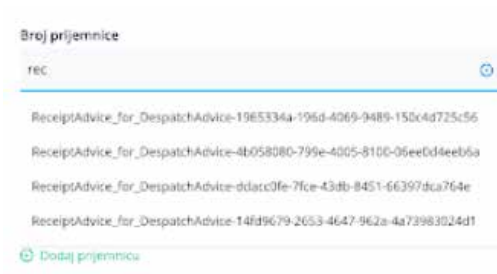 Broj prijemnice
rec
ReceiptAdvice_for_DespatchAdvice-1965334a-196d-4069-9489-150c4d725c56
ReceiptAdvice_for_DespatchAdvice-4b058080-799e-4005-8100-06ee0d4eeb6a
ReceiptAdvice_for_DespatchAdvice-ddacc0fe-7fce-43db-8451-66397dca764e
ReceiptAdvice_for_DespatchAdvice-14fd9679-2653-4647-962a-4a73983024d1
Dodaj prijemnicu